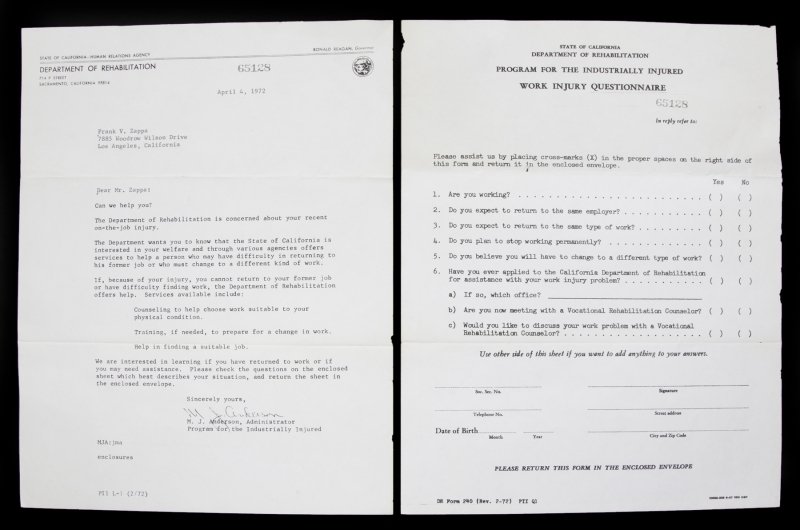 STATE OF CALIFORNIA-HUMAN RELATIONS AGENCY
RONALD REAGAN, Governor
DEPARTMENT OF REHABILITATION
714 P STREET
SACRAMENTO, CALIFORNIA 95814
65128
April 4, 1972
Frank V. Zappa
7885 Woodrow Wilson Drive
Los Angeles, California
Dear Mr. Zappa:
Can we help you?
The Department of Rehabilitation is concerned about your recent
on-the-job injury.
The Department wants you to know that the State of California is
interested in your welfare and through various agencies offers
services to help a person who may have difficulty in returning to
his former job or who must change to a different kind of work.
If, because of your injury, you cannot return to your former job
or have difficulty finding work, the Department of Rehabilitation
offers help. Services available include:
Counseling to help choose work suitable to your
physical condition.
Training, if needed, to prepare for a change in work.
Help in finding a suitable job.
We are interested in learning if you have returned to work or if
you may need assistance. Please check the questions on the enclosed
sheet which best describes your situation, and return the sheet in
the enclosed envelope.
Sincerely yours,
M J Anderson
M. J. Anderson, Administrator
Program for the Industrially Injured
MJA:jma
enclosures
PII L-1 (2/72)
STATE OF CALIFORNIA
DEPARTMENT OF REHABILITATION
PROGRAM FOR THE INDUSTRIALLY INJURED
WORK INJURY QUESTIONNAIRE
65128
In reply refer to:
Please assist us by placing cross-marks (X) in the proper spaces on the right side of
this form and return it in the enclosed envelope.
Yes No
1. Are you working? . . . . . . . . . . . . . . . . . . . . . . . . . . ( ) ( )
2. Do you expect to return to the same employer? . . . . . . . . . . . ( ) ( )
3. Do you expect to return to the same type of work? . . . . . . . . . ( ) ( )
4. Do you plan to stop working permanently? . . . . . . . . . . . . . ( ) ( )
5. Do you believe you will have to change to a different type of work? ( ) ( )
6. Have you ever applied to the California Department of Rehabilitation
for assistance with your work injury problem? . . . . . . . . . . . ( ) ( )
a) If so, which office?
b) Are you now meeting with a Vocational Rehabilitation Counselor? ( ) ( )
c) Would you like to discuss your work problem with a Vocational
Rehabilitation Counselor? . . . . . . . . . . . . . . . . . . . ( ) ( )
Use other side of this sheet if you want to add anything to your answers.
Soc. Sec. No. Signature
Telephone No. Street address
Date of Birth
Month Year City and Zip Code
PLEASE RETURN THIS FORM IN THE ENCLOSED ENVELOPE
DR Form 240 (Rev. 2-72) PII Q1